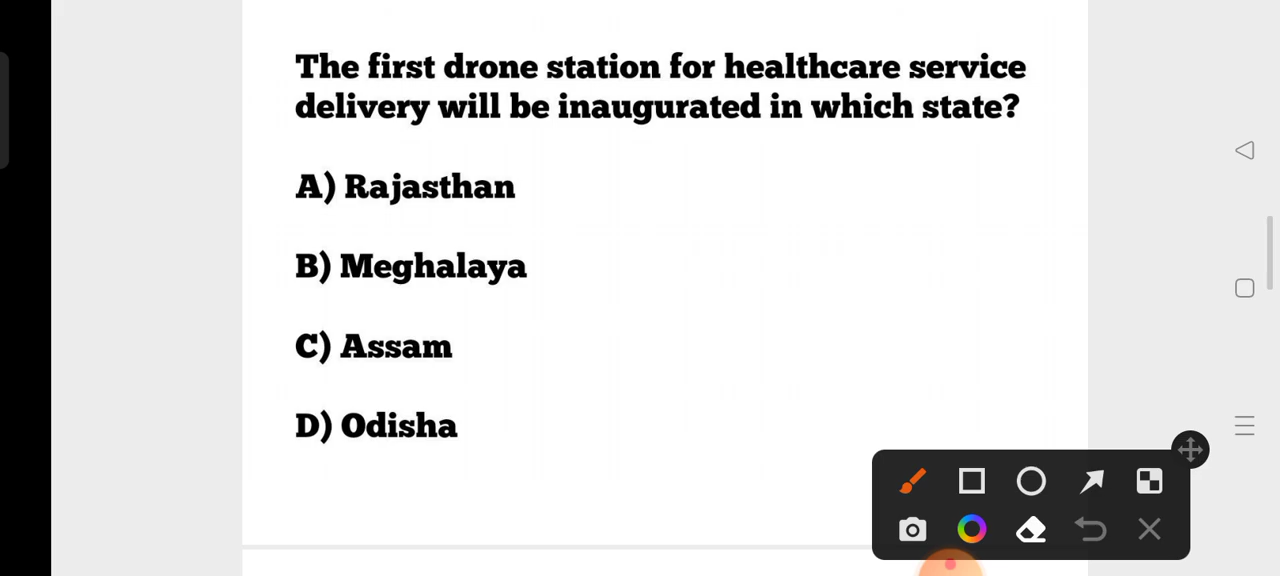 The first drone station for healthcare service
delivery will be inaugurated in which state?
A) Rajasthan
B) Meghalaya
C) Assam
D) Odisha